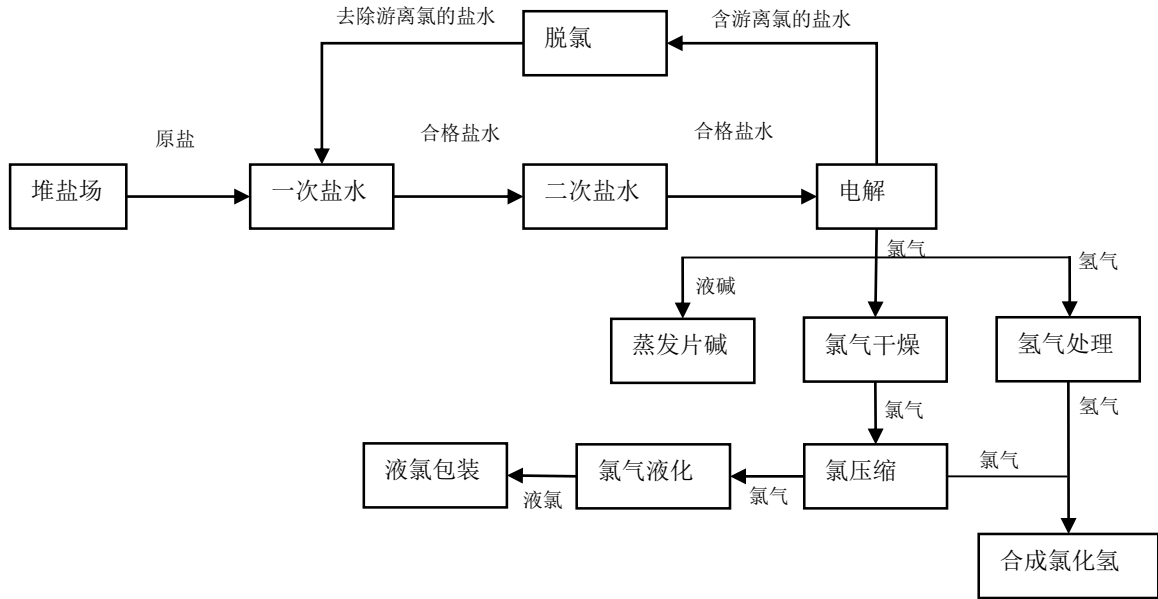 去除游离氯的盐水
脱氯
含游离氯的盐水
原盐
合格盐水
合格盐水
堆盐场
一次盐水
二次盐水
电解
氯气
氢气
液碱
蒸发片碱
氯气干燥
氢气处理
氯气
氢气
液氯包装
氯气液化
氯压缩
氯气
液氯
氯气
合成氯化氢